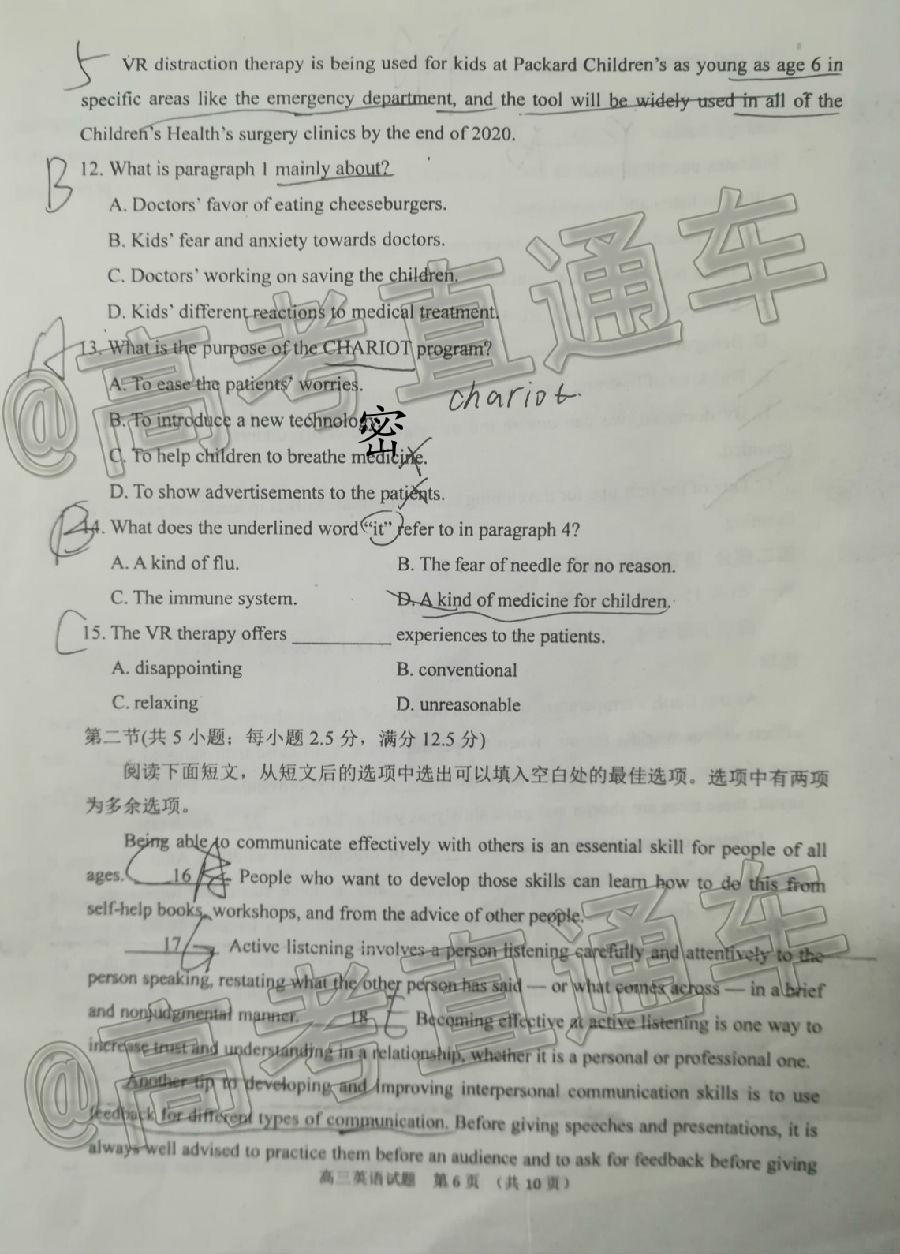 5 VR distraction therapy is being used for kids at Packard Children's as young as age 6 in
specific areas like the emergency department, and the tool will be widely used in all of the
Children's Health's surgery clinics by the end of 2020.
B 12. What is paragraph 1 mainly about?
A. Doctors' favor of eating cheeseburgers.
B. Kids' fear and anxiety towards doctors.
C. Doctors' working on saving the children.
D. Kids' different reactions to medical treatment.
A 13. What is the purpose of the CHARIOT program?
A. To ease the patients' worries.
chariot
B. To introduce a new technology.
密
C. To help children to breathe medicine.
D. To show advertisements to the patients.
B 14. What does the underlined word "it" refer to in paragraph 4?
A. A kind of flu. B. The fear of needle for no reason.
C. The immune system. D. A kind of medicine for children.
C 15. The VR therapy offers __________ experiences to the patients.
A. disappointing B. conventional
C. relaxing D. unreasonable
第二节(共 5 小题；每小题 2.5 分，满分 12.5 分)
阅读下面短文，从短文后的选项中选出可以填入空白处的最佳选项。选项中有两项
为多余选项。
Being able to communicate effectively with others is an essential skill for people of all
ages. 16 People who want to develop those skills can learn how to do this from
self-help books, workshops, and from the advice of other people.
17 G Active listening involves a person listening carefully and attentively to the
person speaking, restating what the other person has said — or what comes across — in a brief
and nonjudgmental manner. 18 Becoming effective at active listening is one way to
increase trust and understanding in a relationship, whether it is a personal or professional one.
Another tip to developing and improving interpersonal communication skills is to use
feedback for different types of communication. Before giving speeches and presentations, it is
always well advised to practice them before an audience and to ask for feedback before giving
高三英语试题 第 6 页 （共 10 页）
@高考直通车
@高考直通车